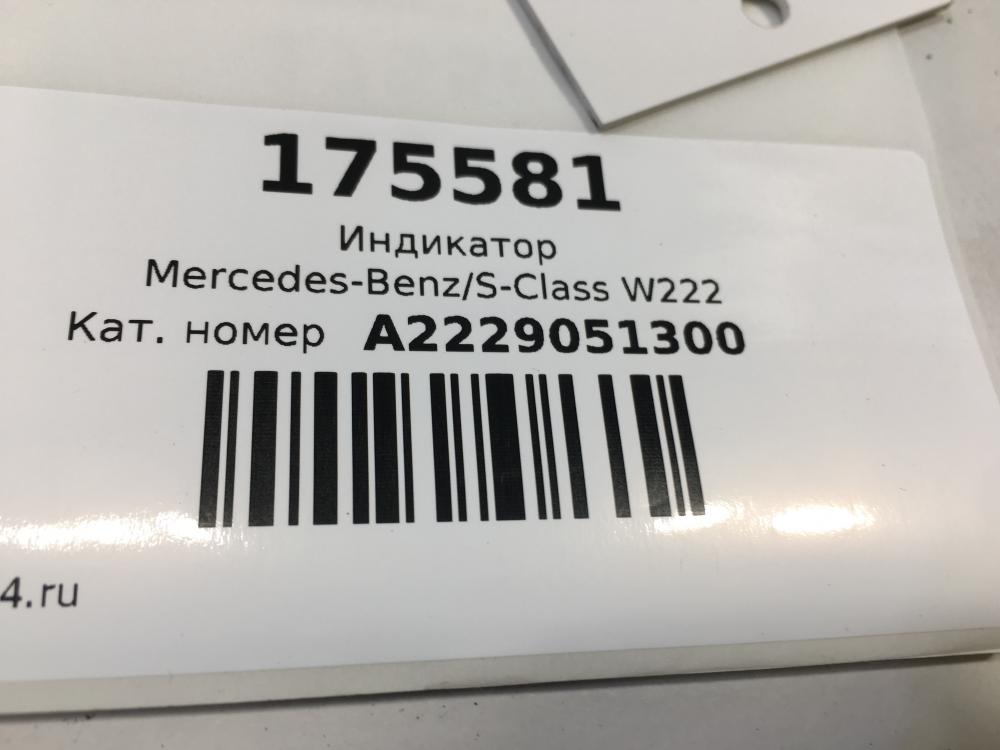 175581
Индикатор
Mercedes-Benz/S-Class W222
Кат. номер A2229051300
4.ru